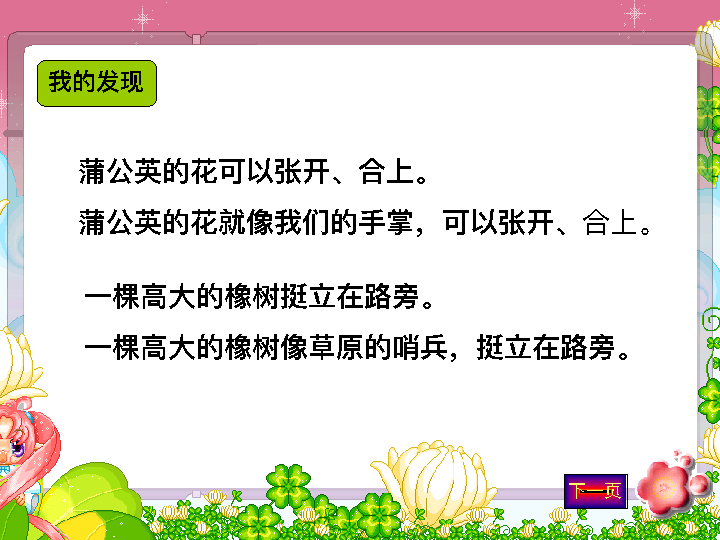 我的发现
蒲公英的花可以张开、合上。
蒲公英的花就像我们的手掌，可以张开、合上。
一棵高大的橡树挺立在路旁。
一棵高大的橡树像草原的哨兵，挺立在路旁。
下一页